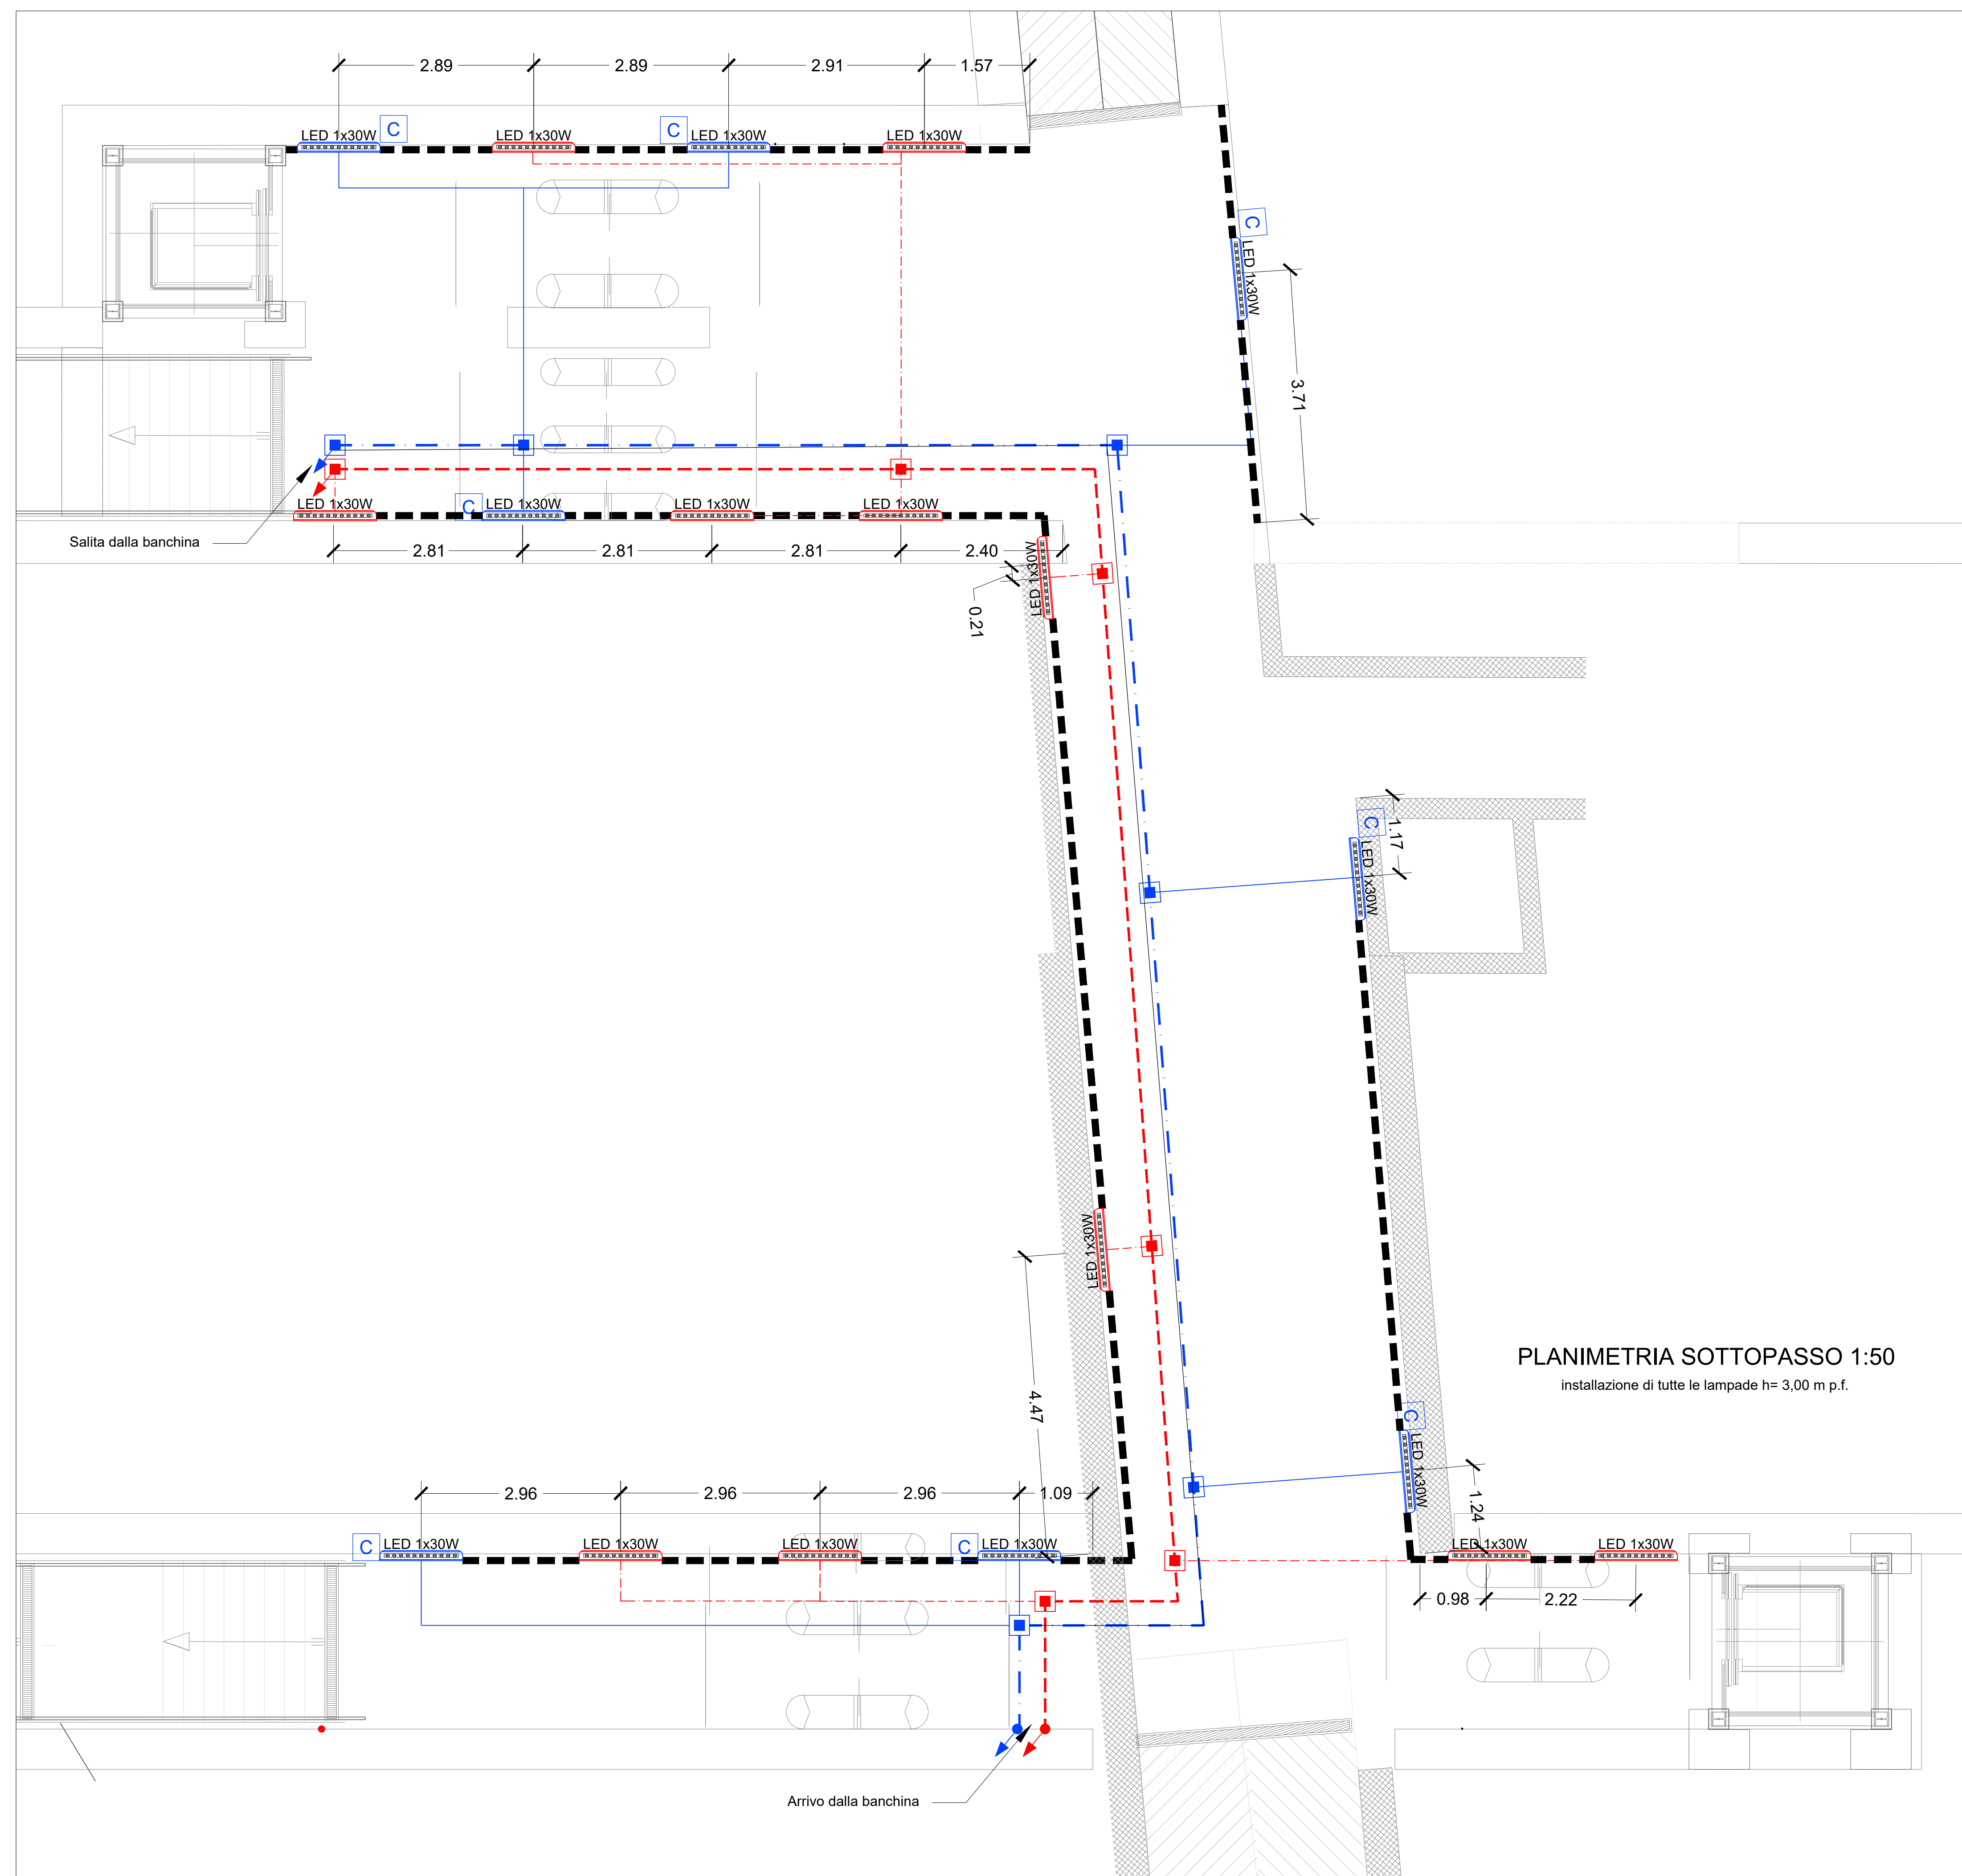 2.89
2.89
2.91
1.57
LED 1x30W
C
LED 1x30W
C
LED 1x30W
LED 1x30W
C
LED 1x30W
3.71
LED 1x30W
C
LED 1x30W
LED 1x30W
LED 1x30W
Salita dalla banchina
2.81
2.81
2.81
2.40
LED 1x30W
0.21
1.17
C
LED 1x30W
LED 1x30W
4.47
PLANIMETRIA SOTTOPASSO 1:50
installazione di tutte le lampade h= 3,00 m p.f.
C
LED 1x30W
1.24
2.96
2.96
2.96
1.09
C
LED 1x30W
LED 1x30W
LED 1x30W
C
LED 1x30W
LED 1x30W
LED 1x30W
0.98
2.22
Arrivo dalla banchina